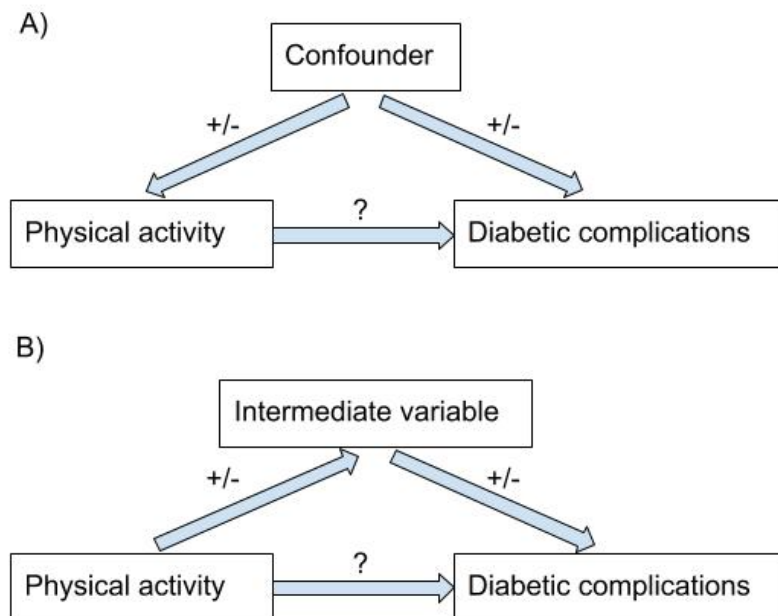 A)
Confounder
+/-
+/-
Physical activity
?
Diabetic complications
B)
Intermediate variable
+/-
+/-
Physical activity
?
Diabetic complications